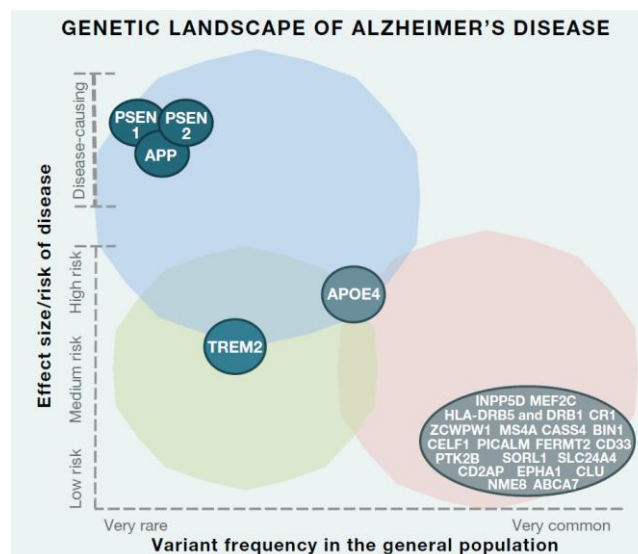 GENETIC LANDSCAPE OF ALZHEIMER'S DISEASE
Effect size/risk of disease
Disease-causing
High risk
Medium risk
Low risk
PSEN
1
PSEN
2
APP
APOE4
TREM2
INPP5D MEF2C
HLA-DRB5 and DRB1 CR1
ZCWPW1 MS4A CASS4 BIN1
CELF1 PICALM FERMT2 CD33
PTK2B SORL1 SLC24A4
CD2AP EPHA1 CLU
NME8 ABCA7
Very rare
Very common
Variant frequency in the general population